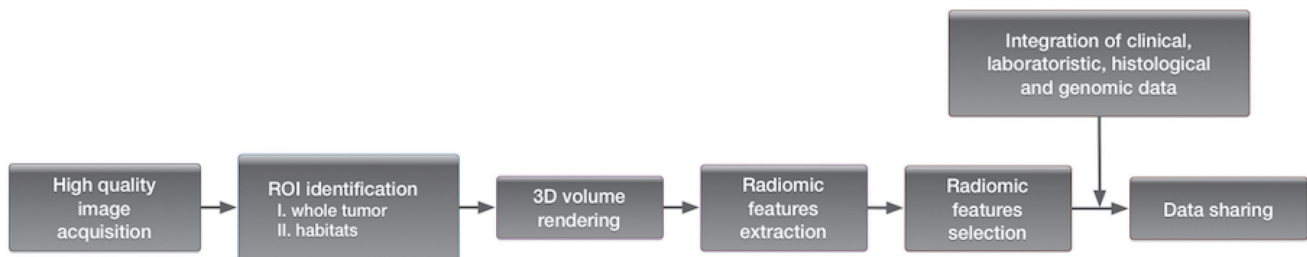 Integration of clinical,
laboratoristic, histological
and genomic data
High quality
image
acquisition
ROI identification
I. whole tumor
II. habitats
3D volume
rendering
Radiomic
features
extraction
Radiomic
features
selection
Data sharing